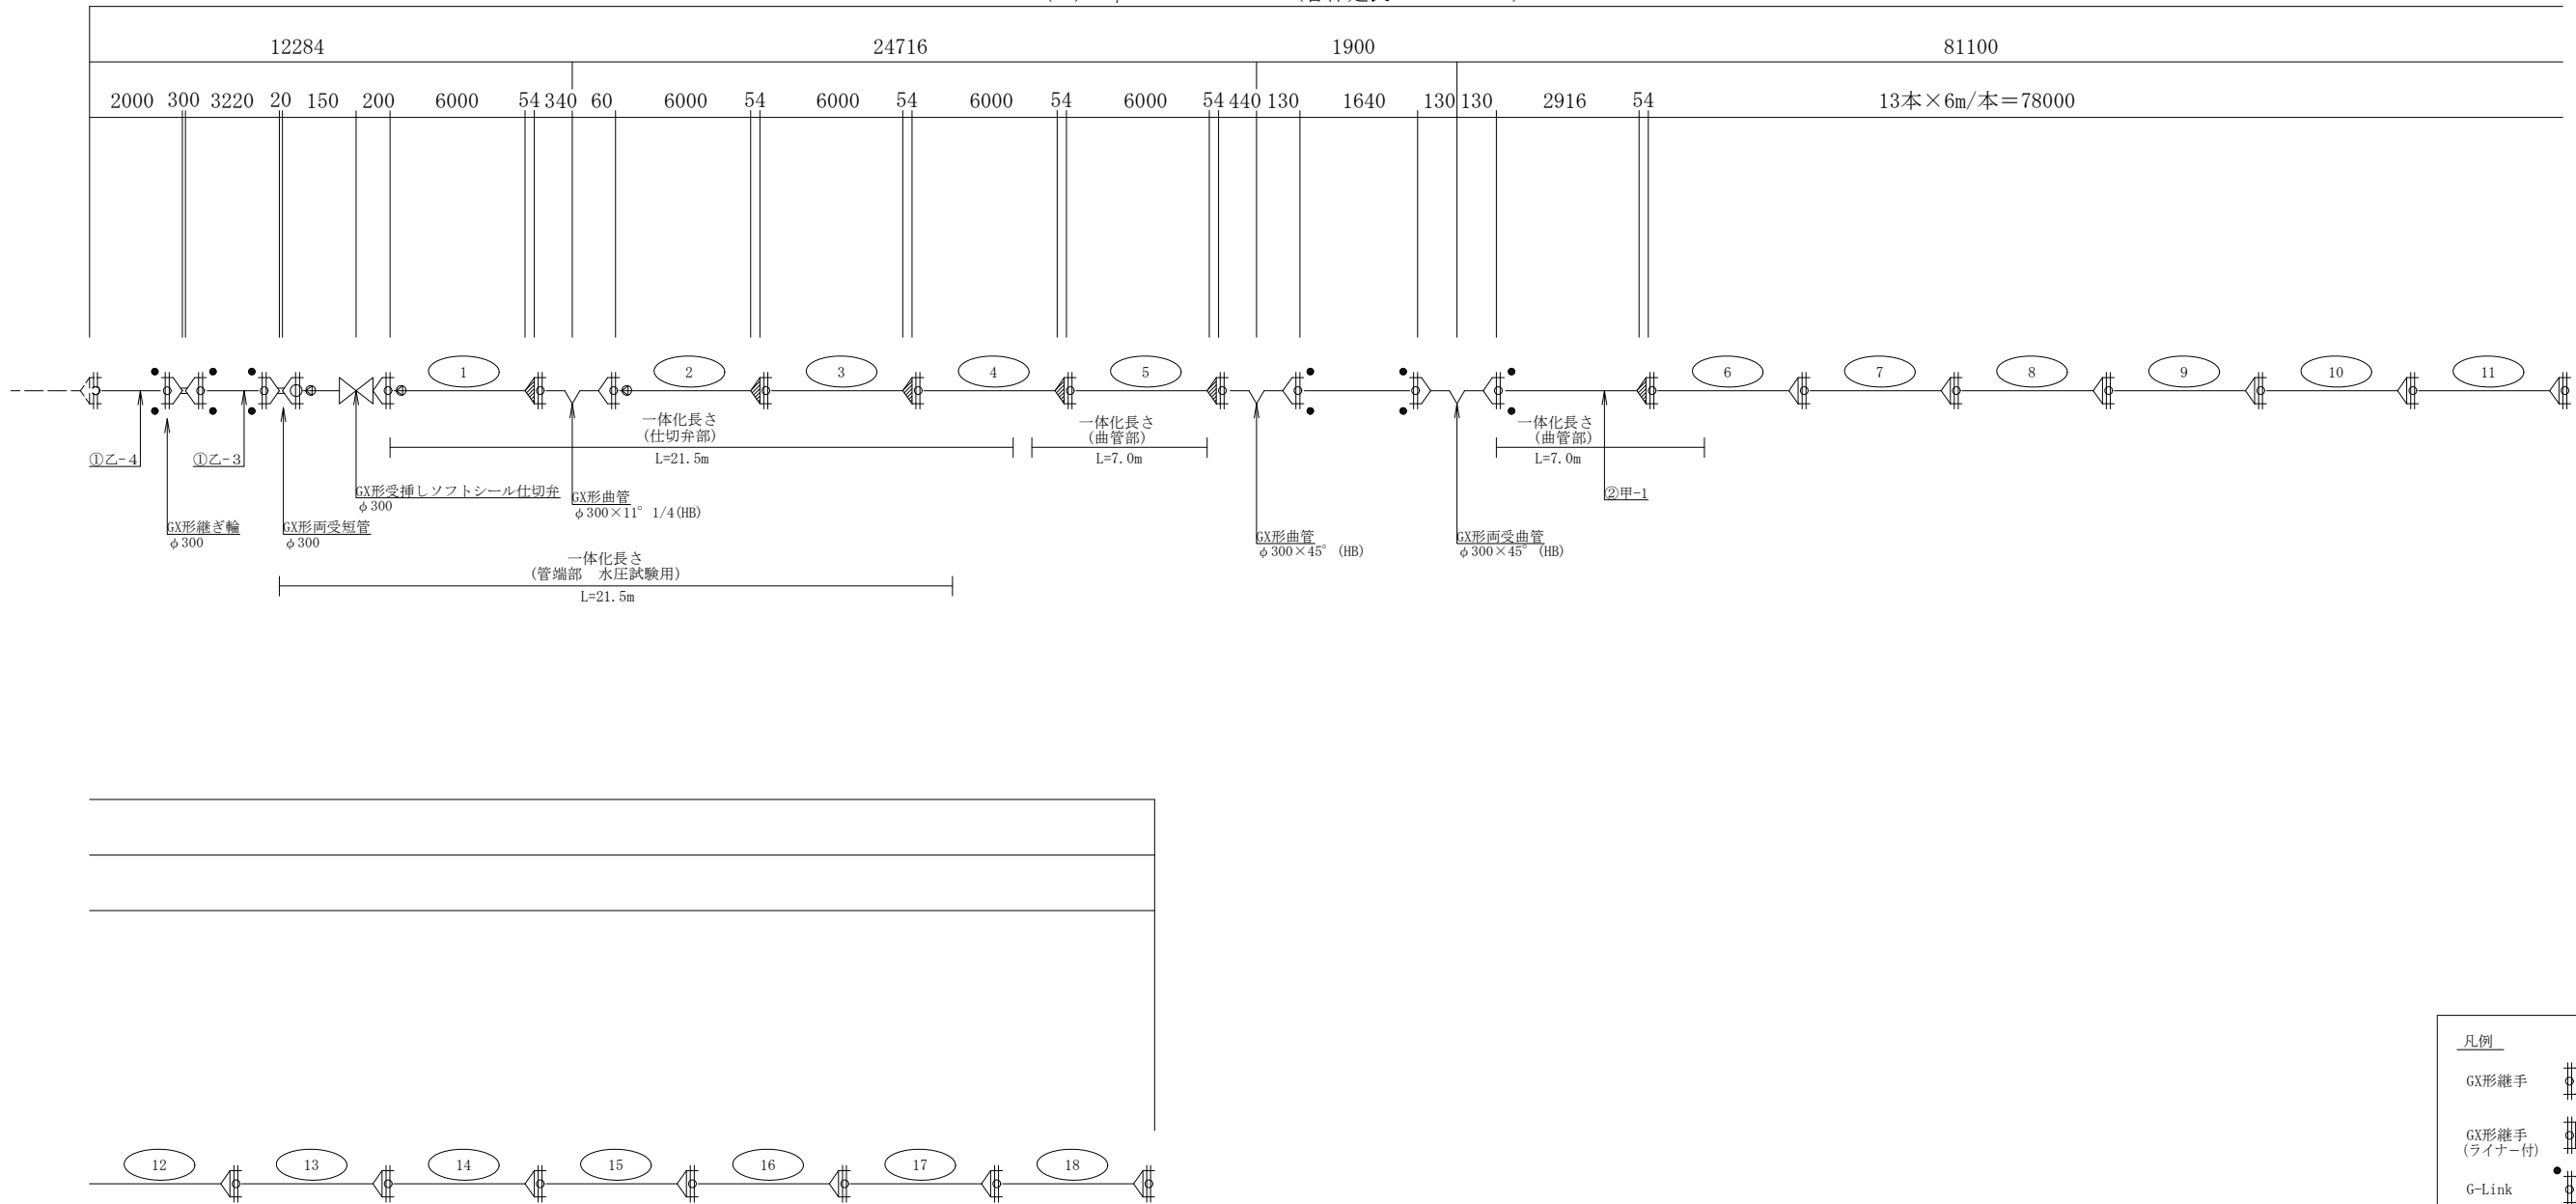 12284 24716 1900 81100
2000 300 3220 20 150 200 6000 54 340 60 6000 54 6000 54 6000 54 6000 54 440 130 1640 130 130 2916 54 13本×6m/本=78000
1 2 3 4 5 6 7 8 9 10 11
一体化長さ
(仕切弁部)
L=21.5m
一体化長さ
(曲管部)
L=7.0m
一体化長さ
(曲管部)
L=7.0m
①乙-4
①乙-3
GX形受挿しソフトシール仕切弁
φ300
GX形曲管
φ300×11°1/4(HB)
②甲-1
GX形継ぎ輪
φ300
GX形両受短管
φ300
GX形曲管
φ300×45°(HB)
GX形両受曲管
φ300×45°(HB)
一体化長さ
(管端部 水圧試験用)
L=21.5m
凡例
GX形継手
GX形継手
(ライナー付)
G-Link
12 13 14 15 16 17 18